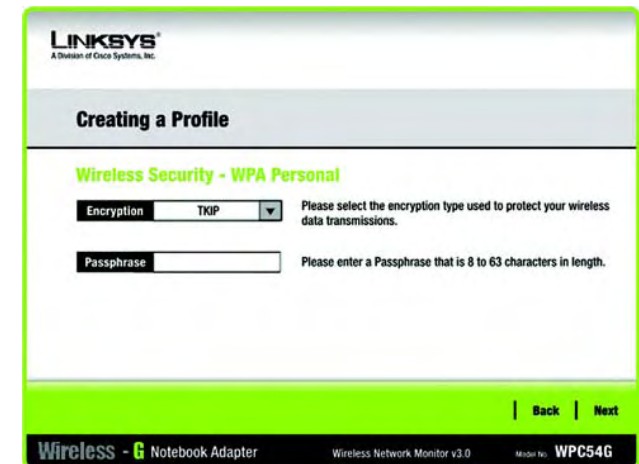 LINKSYS®
A Division of Cisco Systems, Inc.
Creating a Profile
Wireless Security - WPA Personal
Encryption TKIP Please select the encryption type used to protect your wireless
data transmissions.
Passphrase Please enter a Passphrase that is 8 to 63 characters in length.
Back Next
Wireless - G Notebook Adapter Wireless Network Monitor v3.0 Model No. WPC54G